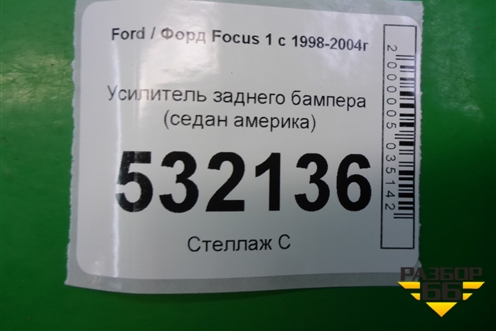 Ford / Форд Focus 1 с 1998-2004г
Усилитель заднего бампера
(седан америка)
532136
Стеллаж С
2000005035142
РАЗБОР
66